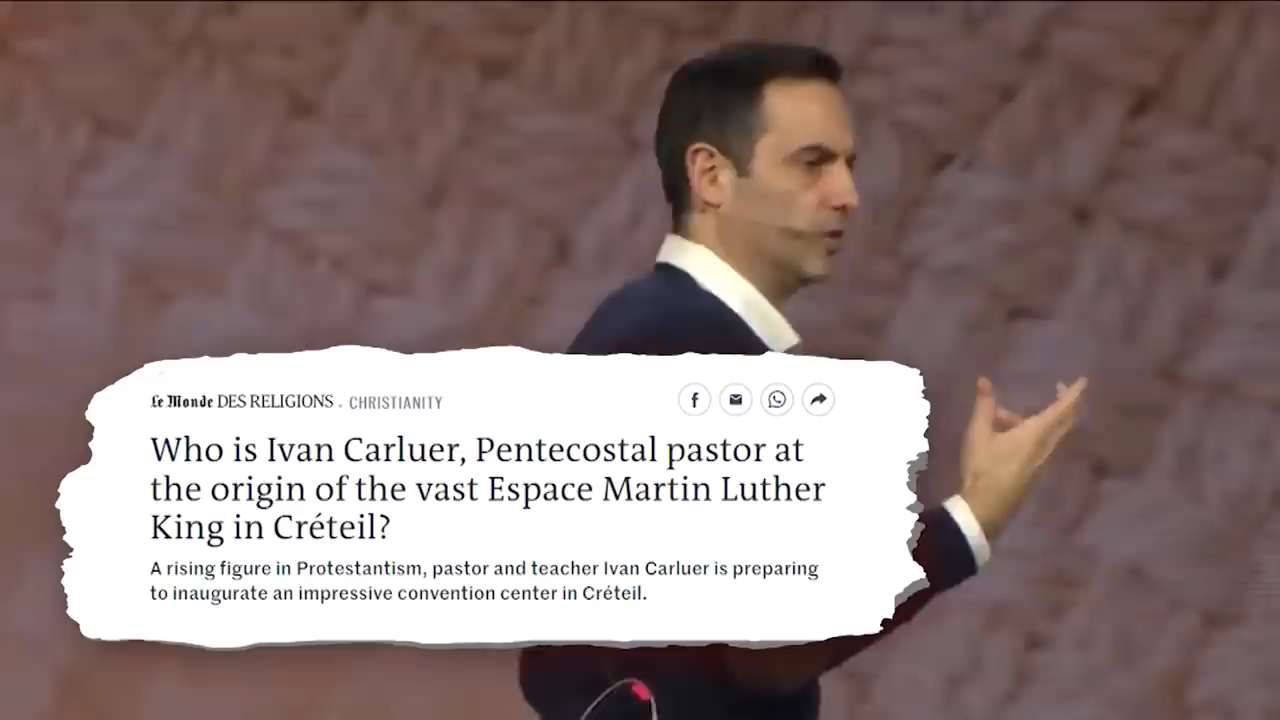 Le Monde DES RELIGIONS . CHRISTIANITY
Who is Ivan Carluer, Pentecostal pastor at
the origin of the vast Espace Martin Luther
King in Créteil?
A rising figure in Protestantism, pastor and teacher Ivan Carluer is preparing
to inaugurate an impressive convention center in Créteil.